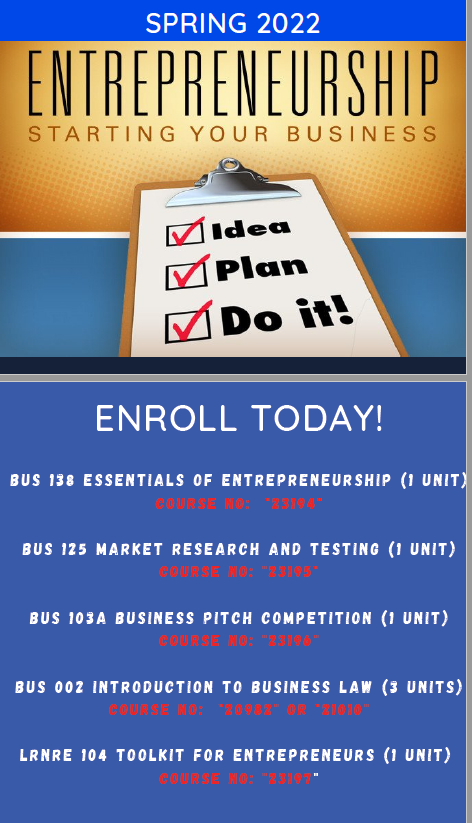 SPRING 2022
ENTREPRENEURSHIP
STARTING YOUR BUSINESS
Idea
Plan
Do it!
ENROLL TODAY!
BUS 138 ESSENTIALS OF ENTREPRENEURSHIP (1 UNIT)
COURSE NO: "23194"
BUS 125 MARKET RESEARCH AND TESTING (1 UNIT)
COURSE NO: "23195"
BUS 103A BUSINESS PITCH COMPETITION (1 UNIT)
COURSE NO: "23196"
BUS 002 INTRODUCTION TO BUSINESS LAW (3 UNITS)
COURSE NO: "20982" OR "21010"
LRNRE 104 TOOLKIT FOR ENTREPRENEURS (1 UNIT)
COURSE NO: "23197"